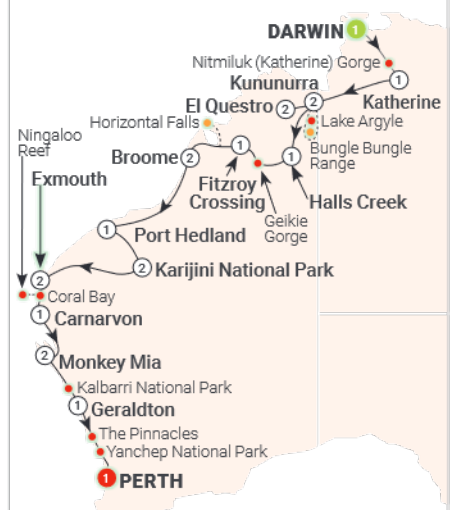 DARWIN 1
Nitmiluk (Katherine) Gorge
1
Kununurra
Katherine
El Questro 2
2
Lake Argyle
Horizontal Falls
Ningaloo
Reef
Bungle Bungle
Range
Broome 2
1
1
Exmouth
Fitzroy
Crossing
Halls Creek
Geikie
Gorge
1
Port Hedland
2 Karijini National Park
2
Coral Bay
1
Carnarvon
2
Monkey Mia
Kalbarri National Park
1
Geraldton
The Pinnacles
Yanchep National Park
1 PERTH